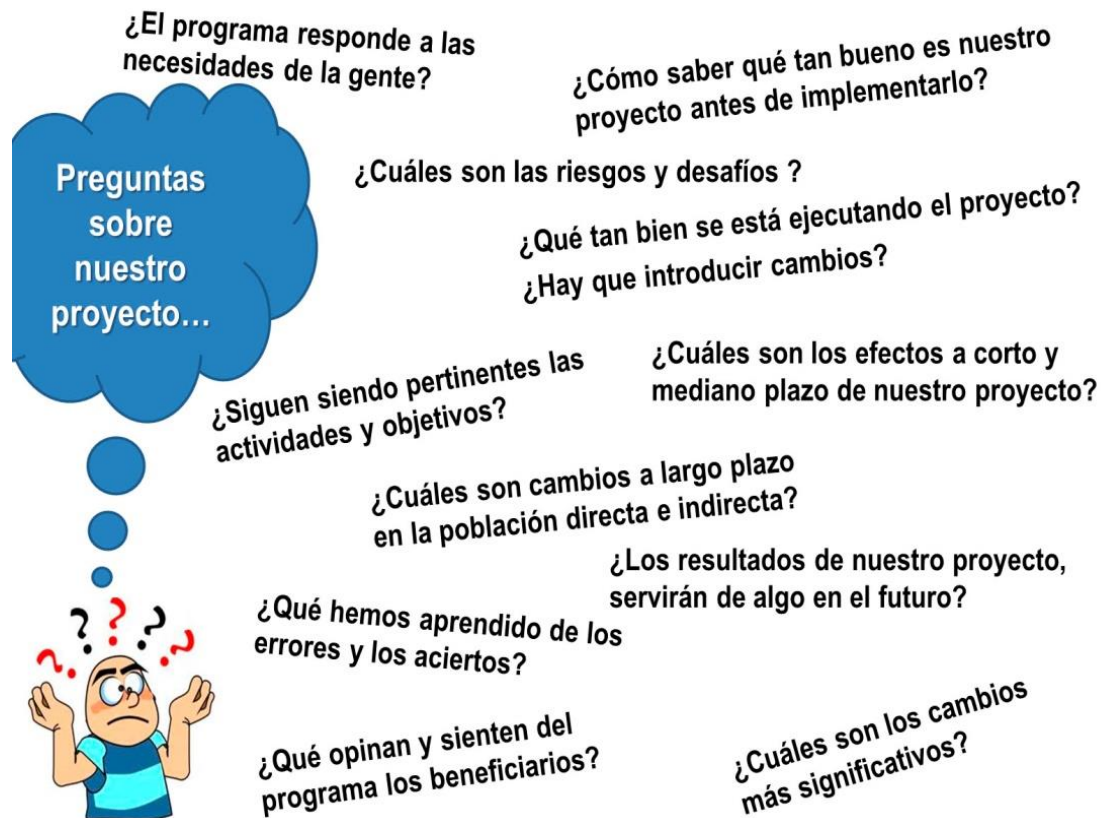 ¿El programa responde a las
necesidades de la gente?
¿Cómo saber qué tan bueno es nuestro
proyecto antes de implementarlo?
Preguntas
sobre
nuestro
proyecto…
¿Cuáles son las riesgos y desafíos ?
¿Qué tan bien se está ejecutando el proyecto?
¿Hay que introducir cambios?
¿Siguen siendo pertinentes las
actividades y objetivos?
¿Cuáles son los efectos a corto y
mediano plazo de nuestro proyecto?
¿Cuáles son cambios a largo plazo
en la población directa e indirecta?
¿Los resultados de nuestro proyecto,
servirán de algo en el futuro?
¿Qué hemos aprendido de los
errores y los aciertos?
? ? ? ? ?
¿Qué opinan y sienten del
programa los beneficiarios?
¿Cuáles son los cambios
más significativos?